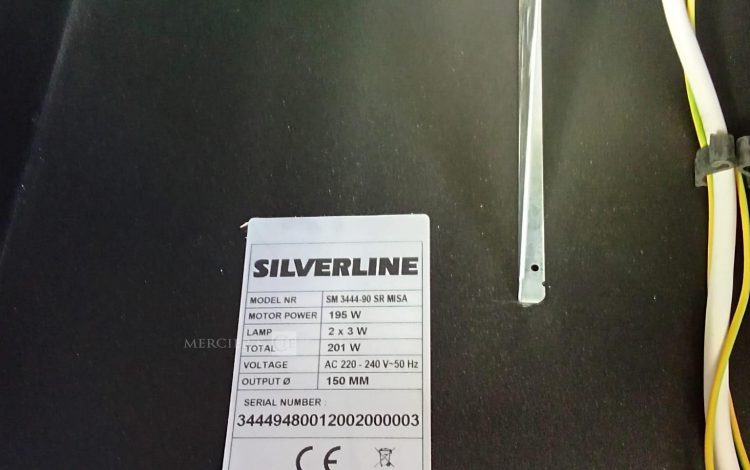 SILVERLINE
MODEL NR SM 3444-90 SR MISA
MOTOR POWER 195 W
LAMP 2 x 3 W
TOTAL 201 W
VOLTAGE AC 220 - 240 V~50 Hz
OUTPUT Ø 150 MM
SERIAL NUMBER :
34449480012002000003
CE